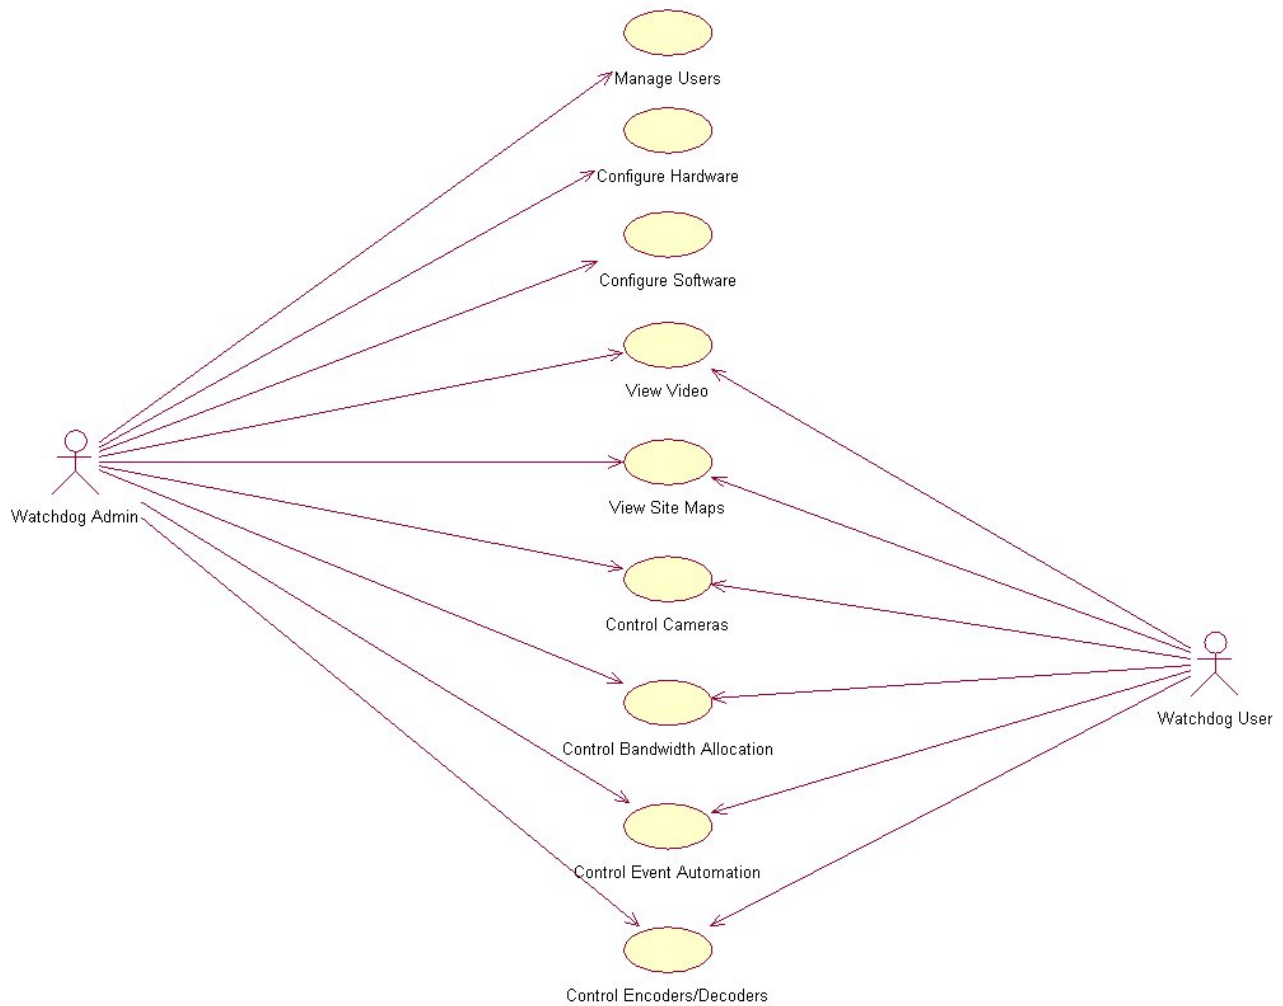 Manage Users
Configure Hardware
Configure Software
View Video
View Site Maps
Watchdog Admin
Control Cameras
Watchdog User
Control Bandwidth Allocation
Control Event Automation
Control Encoders/Decoders